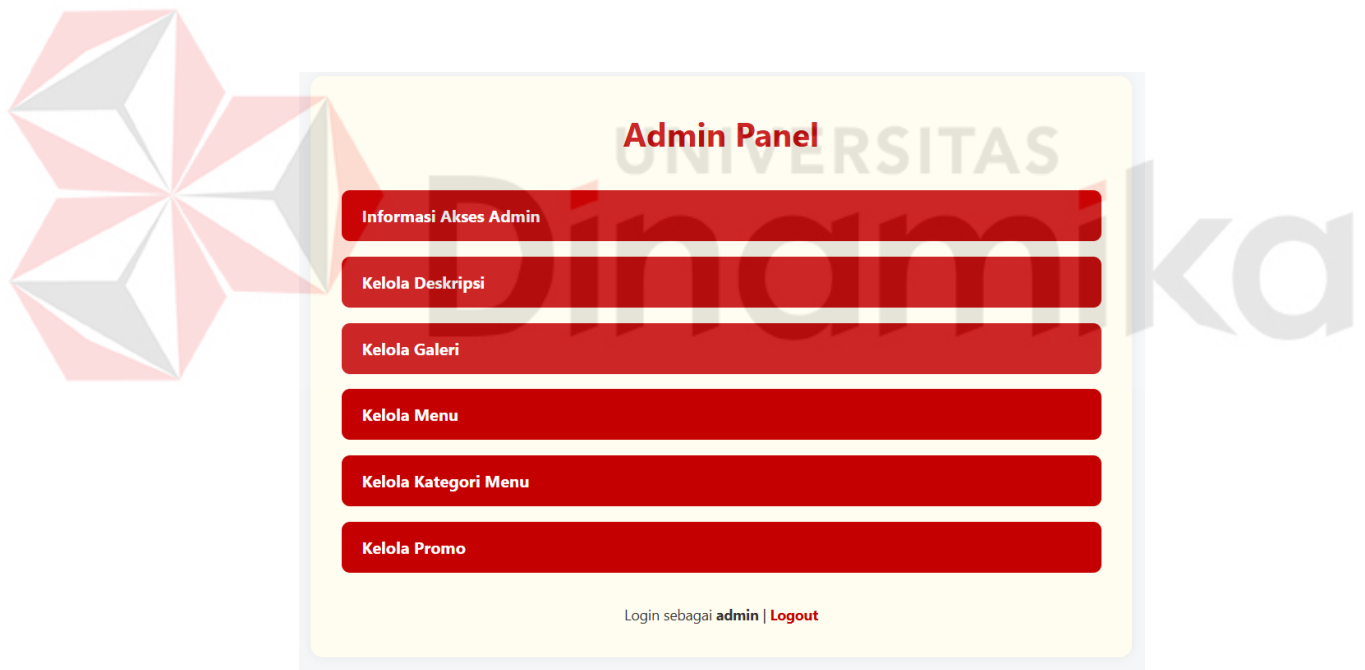 UNIVERSITAS
Dinamika
Admin Panel
Informasi Akses Admin
Kelola Deskripsi
Kelola Galeri
Kelola Menu
Kelola Kategori Menu
Kelola Promo
Login sebagai admin | Logout